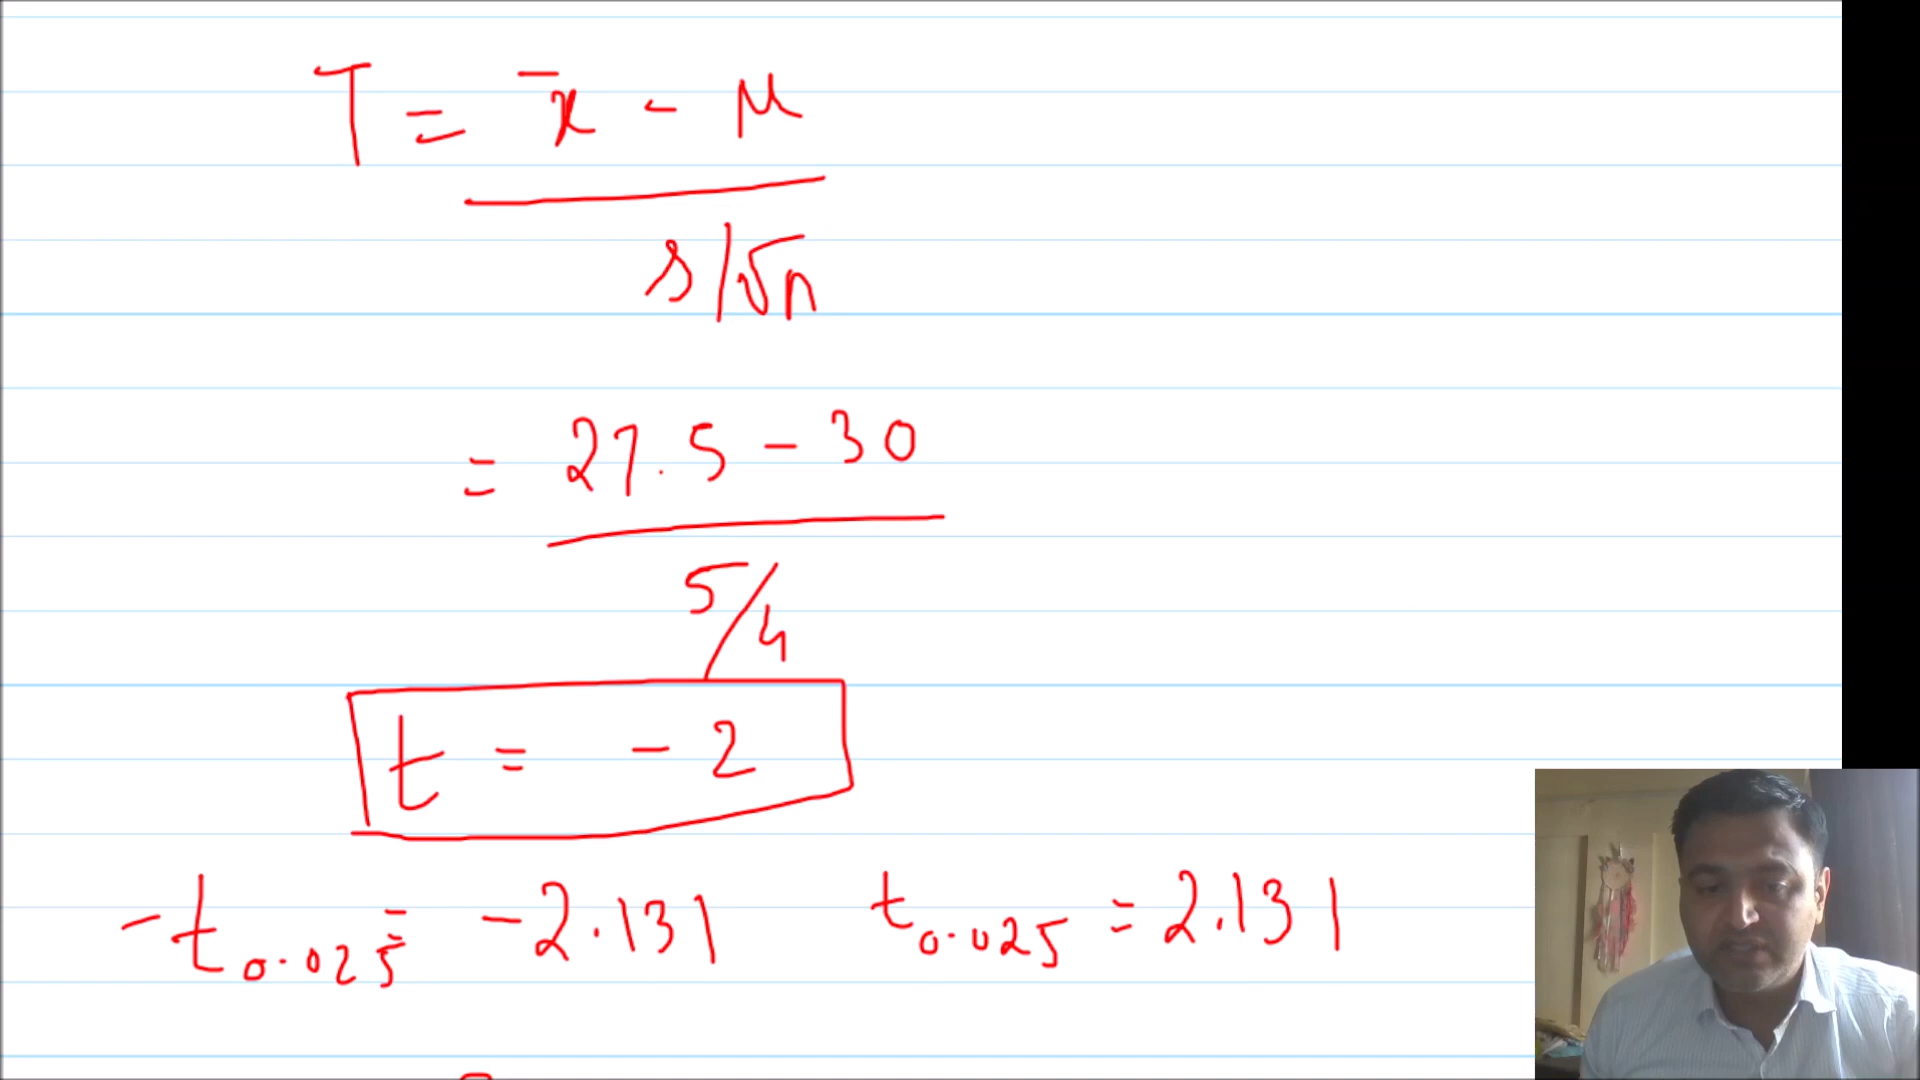 T = x̄ - μ
s/√n
= 27.5 - 30
5/4
t = - 2
-t0.025 = -2.131 t0.025 = 2.131